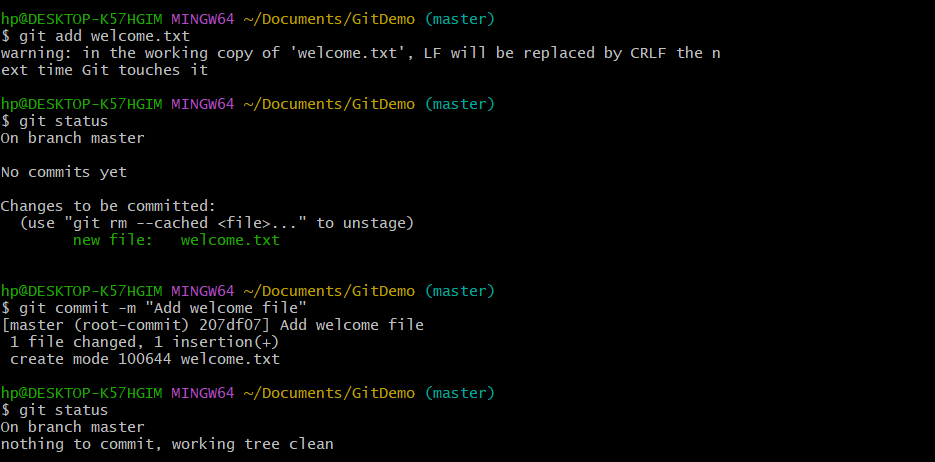 hp@DESKTOP-K57HGIM MINGW64 ~/Documents/GitDemo (master)
$ git add welcome.txt
warning: in the working copy of 'welcome.txt', LF will be replaced by CRLF the n
ext time Git touches it
hp@DESKTOP-K57HGIM MINGW64 ~/Documents/GitDemo (master)
$ git status
On branch master
No commits yet
Changes to be committed:
  (use "git rm --cached <file>..." to unstage)
        new file:   welcome.txt
hp@DESKTOP-K57HGIM MINGW64 ~/Documents/GitDemo (master)
$ git commit -m "Add welcome file"
[master (root-commit) 207df07] Add welcome file
 1 file changed, 1 insertion(+)
 create mode 100644 welcome.txt
hp@DESKTOP-K57HGIM MINGW64 ~/Documents/GitDemo (master)
$ git status
On branch master
nothing to commit, working tree clean